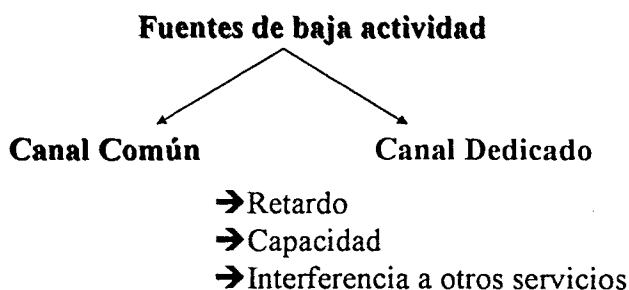 Fuentes de baja actividad
Canal Común Canal Dedicado
➔Retardo
➔Capacidad
➔Interferencia a otros servicios